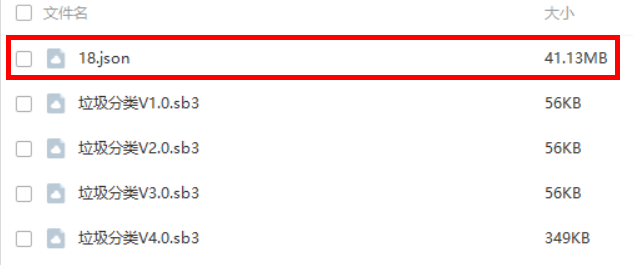 文件名 大小
18.json 41.13MB
垃圾分类V1.0.sb3 56KB
垃圾分类V2.0.sb3 56KB
垃圾分类V3.0.sb3 56KB
垃圾分类V4.0.sb3 349KB